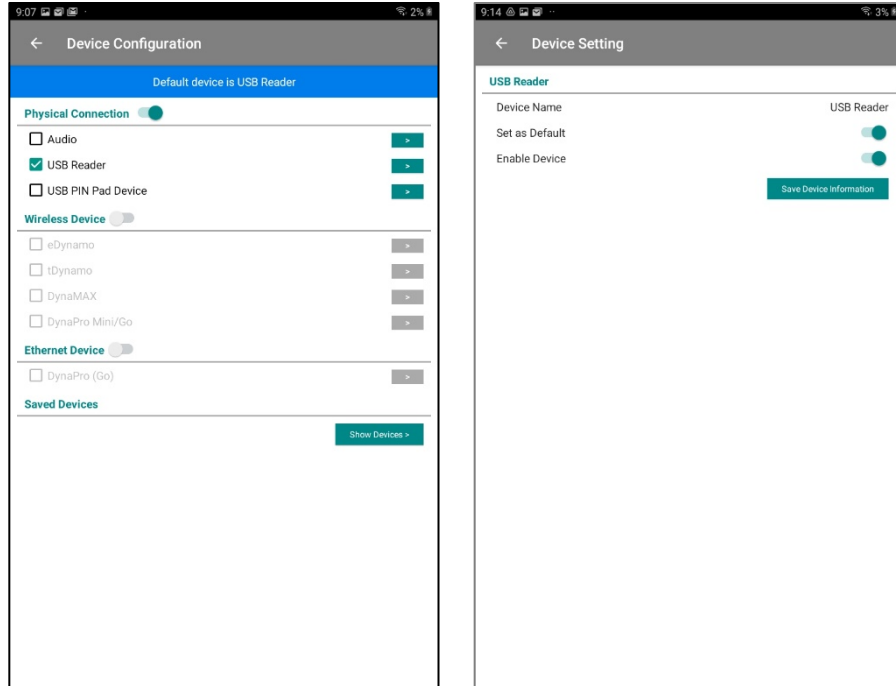 9:07
2%
Device Configuration
Default device is USB Reader
Physical Connection
Audio
>
USB Reader
>
USB PIN Pad Device
>
Wireless Device
eDynamo
>
tDynamo
>
DynaMAX
>
DynaPro Mini/Go
>
Ethernet Device
DynaPro (Go)
>
Saved Devices
Show Devices >
9:14
3%
Device Setting
USB Reader
Device Name USB Reader
Set as Default
Enable Device
Save Device Information